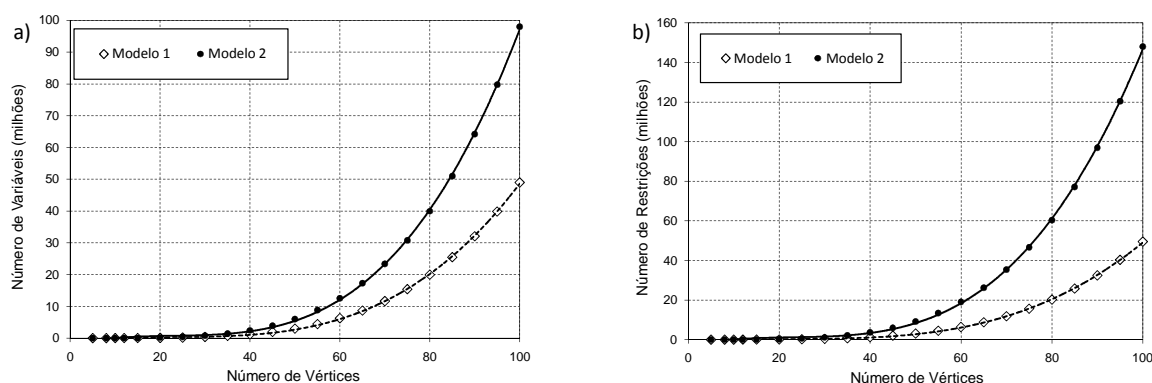 a)
Modelo 1
Modelo 2
Número de Variáveis (milhões)
100
90
80
70
60
50
40
30
20
10
0
0 20 40 60 80 100
Número de Vértices
b)
Modelo 1
Modelo 2
Número de Restrições (milhões)
160
140
120
100
80
60
40
20
0
0 20 40 60 80 100
Número de Vértices